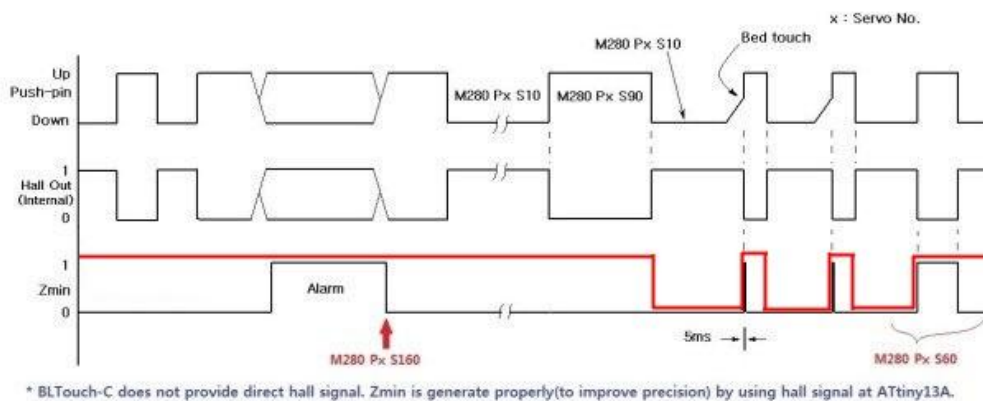 x : Servo No.
M280 Px S10
Bed touch
Up
Push-pin
Down
M280 Px S10
M280 Px S90
1
Hall Out
(Internal)
0
1
Zmin
0
Alarm
5ms
M280 Px S160
M280 Px S60
* BLTouch-C does not provide direct hall signal. Zmin is generate properly(to improve precision) by using hall signal at ATtiny13A.